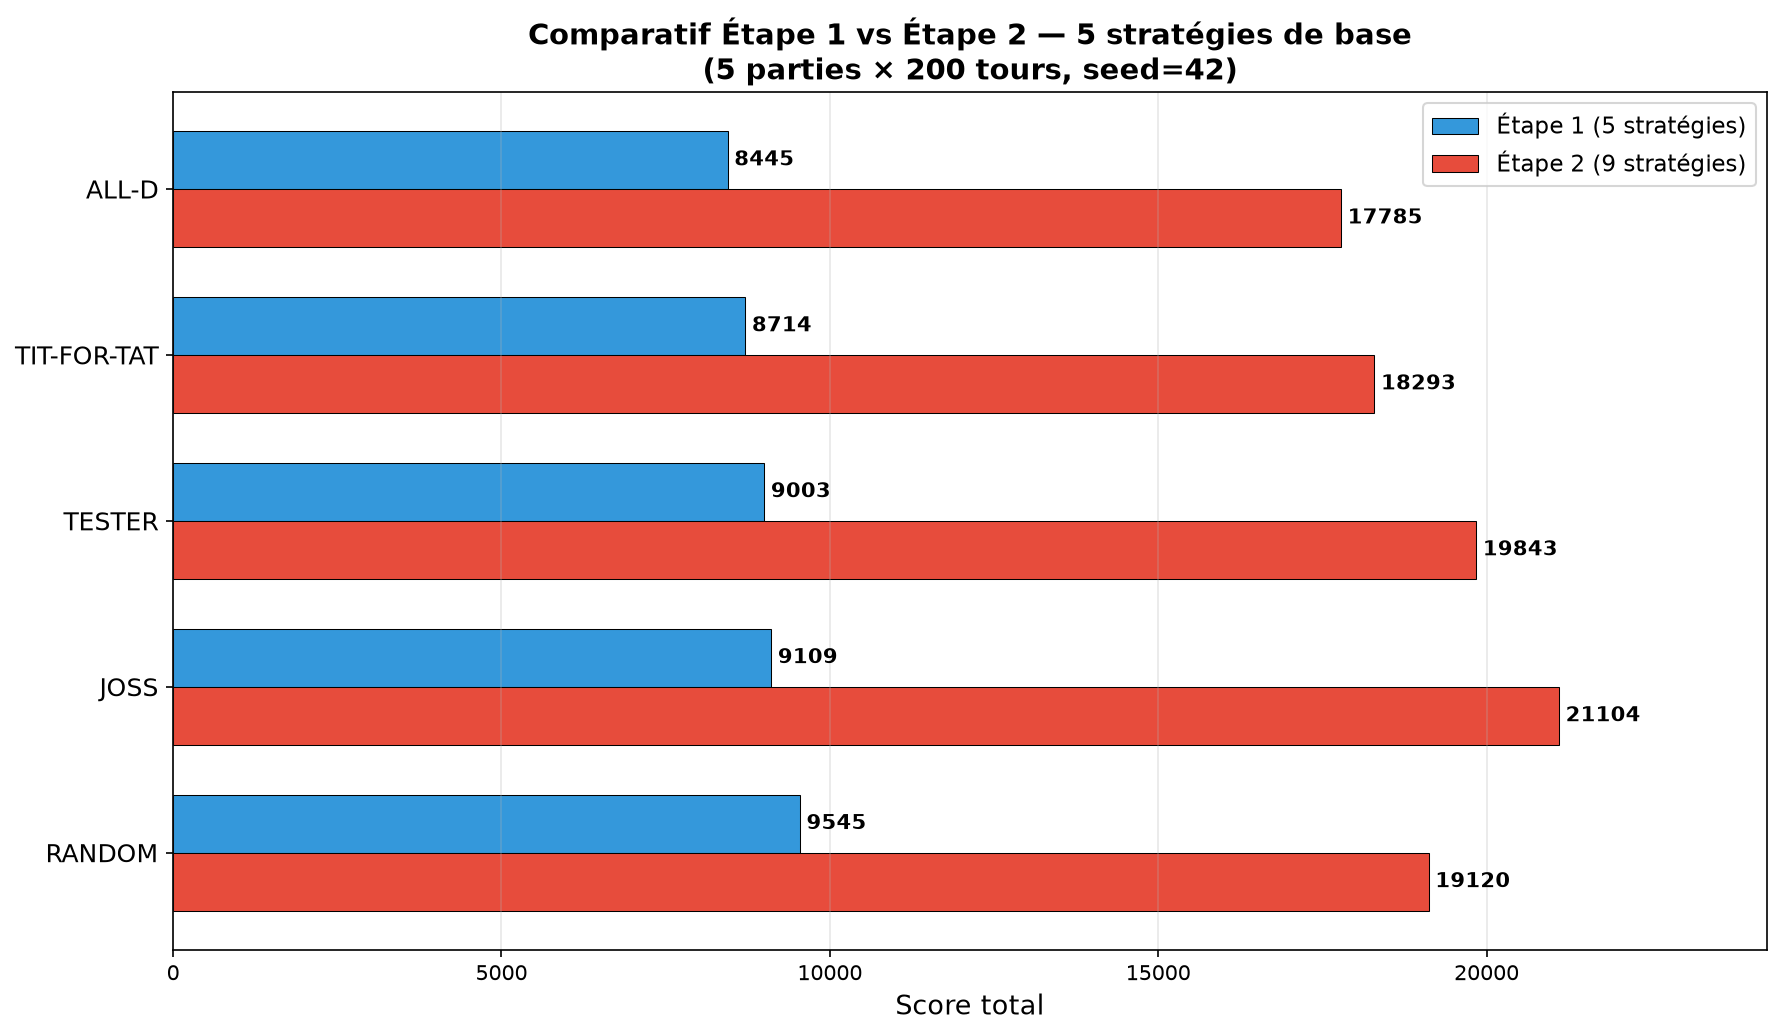 Comparatif Étape 1 vs Étape 2 — 5 stratégies de base
(5 parties × 200 tours, seed=42)
Étape 1 (5 stratégies)
Étape 2 (9 stratégies)
ALL-D
8445
17785
TIT-FOR-TAT
8714
18293
TESTER
9003
19843
JOSS
9109
21104
RANDOM
9545
19120
0 5000 10000 15000 20000
Score total